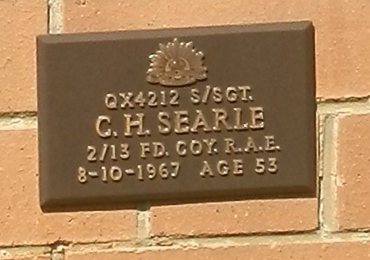 QX4212 S/SGT.
C. H. SEARLE
2/13 FD. COY. R.A.E.
8-10-1967 AGE 53